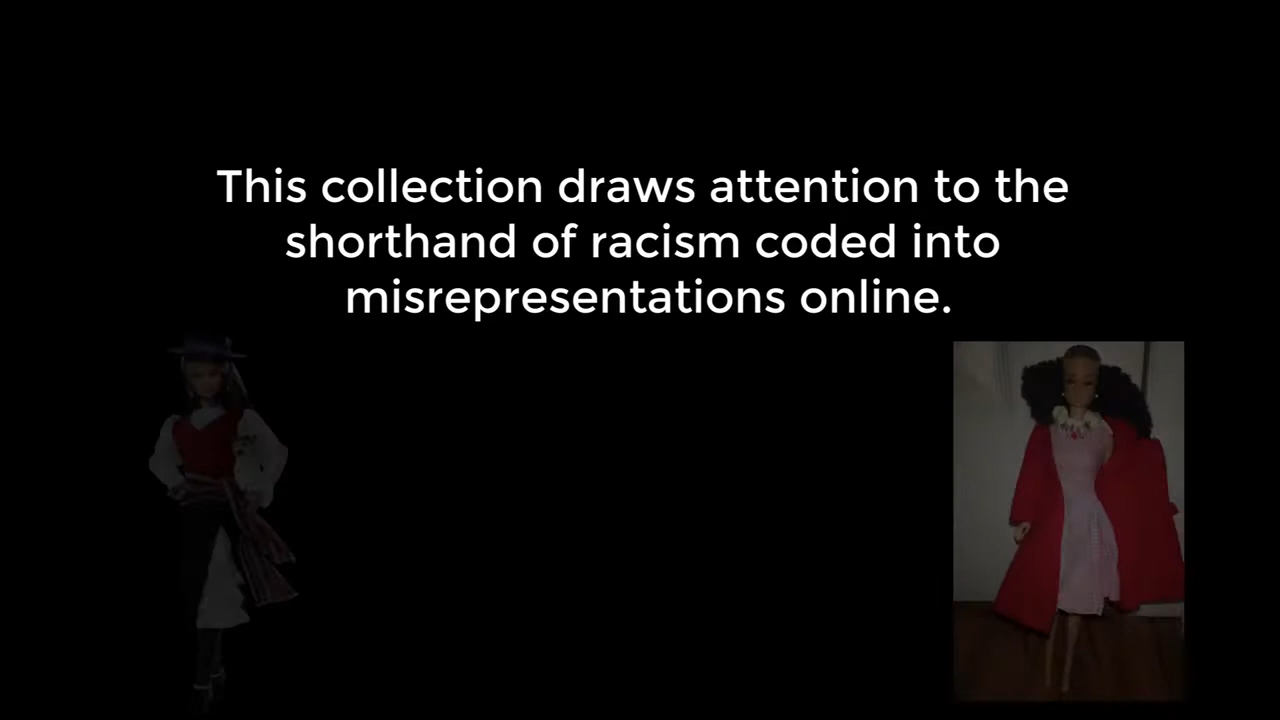 This collection draws attention to the
shorthand of racism coded into
misrepresentations online.